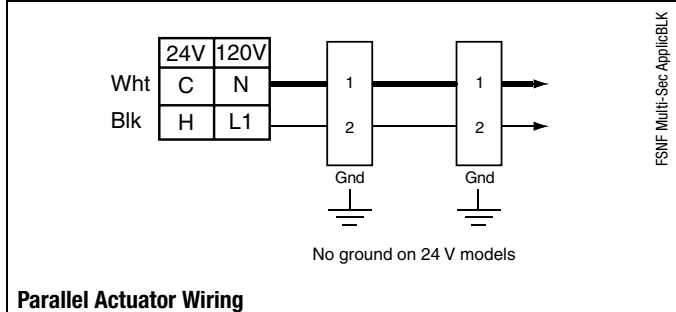 24V 120V
Wht C N 1 1
Blk H L1 2 2
Gnd Gnd
No ground on 24 V models
Parallel Actuator Wiring
FSNF Multi-Sec ApplicBLK